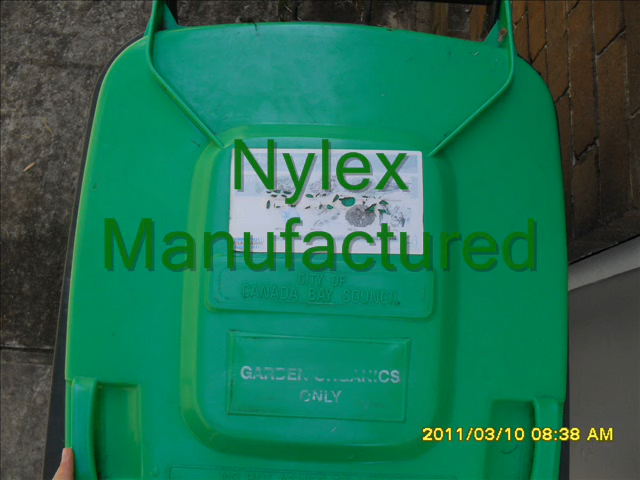 Nylex
Manufactured
CITY OF
CANADA BAY COUNCIL
GARDEN ORGANICS
ONLY
2011/03/10 08:38 AM